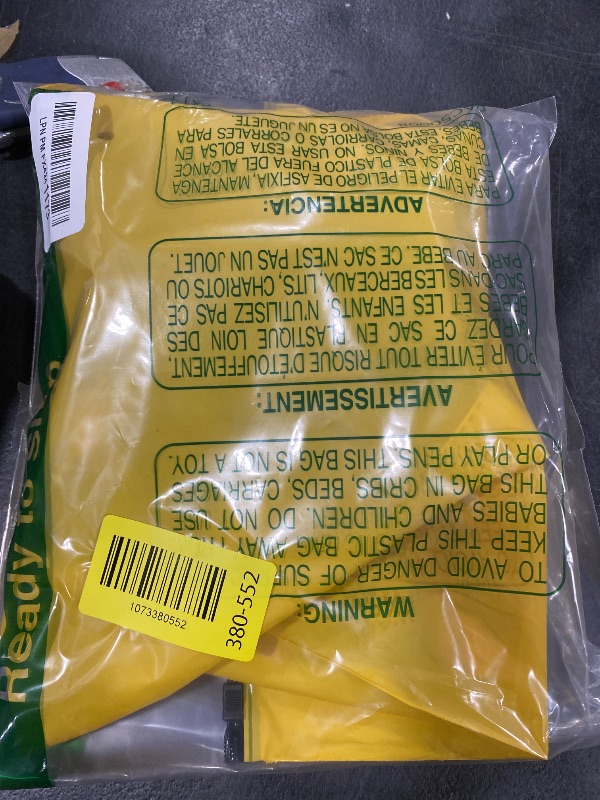 WARNING:
TO AVOID DANGER OF SUF
KEEP THIS PLASTIC BAG AWAY FROM
BABIES AND CHILDREN. DO NOT USE
THIS BAG IN CRIBS, BEDS, CARRIAGES
OR PLAY PENS. THIS BAG IS NOT A TOY.
AVERTISSEMENT:
POUR ÉVITER TOUT RISQUE D'ÉTOUFFEMENT,
GARDEZ CE SAC EN PLASTIQUE LOIN DES
BÉBÉS ET LES ENFANTS. N'UTILISEZ PAS CE
SAC DANS LES BERCEAUX, LITS, CHARIOTS OU
PARC AU BÉBÉ. CE SAC N'EST PAS UN JOUET.
ADVERTENCIA:
PARA EVITAR EL PELIGRO DE ASFIXIA, MANTENGA
ESTA BOLSA DE PLASTICO FUERA DEL ALCANCE
DE BEBES Y NIÑOS. NO USAR ESTA BOLSA EN
CUNAS, CAMAS, CARRIOLAS O CORRALES PARA
BEBES. ESTA BOLSA NO ES UN JUGUETE.
Ready to
1073380552
380-552